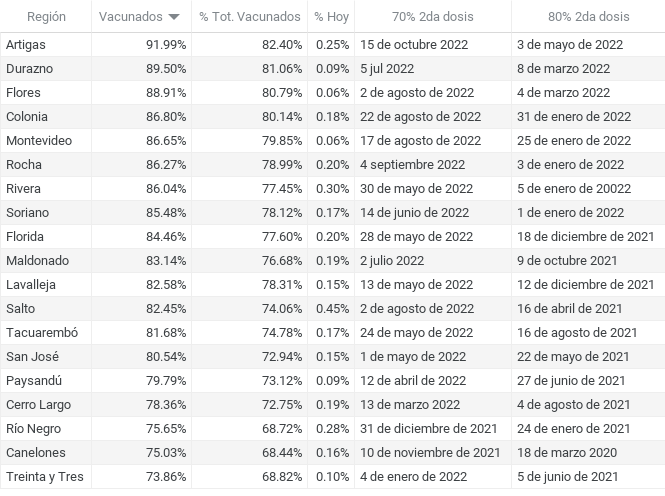 Región Vacunados % Tot. Vacunados % Hoy 70% 2da dosis 80% 2da dosis
Artigas 91.99% 82.40% 0.25% 15 de octubre 2022 3 de mayo de 2022
Durazno 89.50% 81.06% 0.09% 5 jul 2022 8 de marzo 2022
Flores 88.91% 80.79% 0.06% 2 de agosto de 2022 4 de marzo 2022
Colonia 86.80% 80.14% 0.18% 22 de agosto de 2022 31 de enero de 2022
Montevideo 86.65% 79.85% 0.06% 17 de agosto de 2022 25 de enero de 2022
Rocha 86.27% 78.99% 0.20% 4 septiembre 2022 3 de enero de 2022
Rivera 86.04% 77.45% 0.30% 30 de mayo de 2022 5 de enero de 20022
Soriano 85.48% 78.12% 0.17% 14 de junio de 2022 1 de enero de 2022
Florida 84.46% 77.60% 0.20% 28 de mayo de 2022 18 de diciembre de 2021
Maldonado 83.14% 76.68% 0.19% 2 julio 2022 9 de octubre 2021
Lavalleja 82.58% 78.31% 0.15% 13 de mayo de 2022 12 de diciembre de 2021
Salto 82.45% 74.06% 0.45% 2 de agosto de 2022 16 de abril de 2021
Tacuarembó 81.68% 74.78% 0.17% 24 de mayo de 2022 16 de agosto de 2021
San José 80.54% 72.94% 0.15% 1 de mayo de 2022 22 de mayo de 2021
Paysandú 79.79% 73.12% 0.09% 12 de abril de 2022 27 de junio de 2021
Cerro Largo 78.36% 72.75% 0.19% 13 de marzo 2022 4 de agosto de 2021
Río Negro 75.65% 68.72% 0.28% 31 de diciembre de 2021 24 de enero de 2021
Canelones 75.03% 68.44% 0.16% 10 de noviembre de 2021 18 de marzo 2020
Treinta y Tres 73.86% 68.82% 0.10% 4 de enero de 2022 5 de junio de 2021